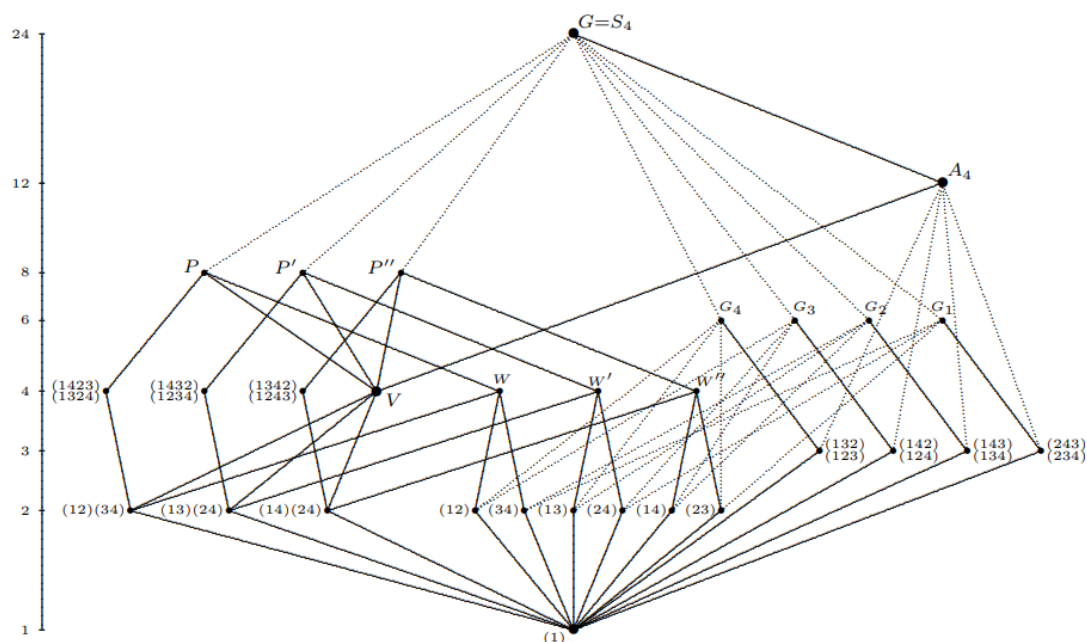 G=S₄
24
12
A₄
8
P P′ P″
6
G₄ G₃ G₂ G₁
4
(1423) (1432) (1342)
(1324) (1234) (1243)
V
W W′ W″
3
(132) (142) (143) (243)
(123) (124) (134) (234)
2
(12)(34) (13)(24) (14)(24) (12) (34) (13) (24) (14) (23)
1
(1)